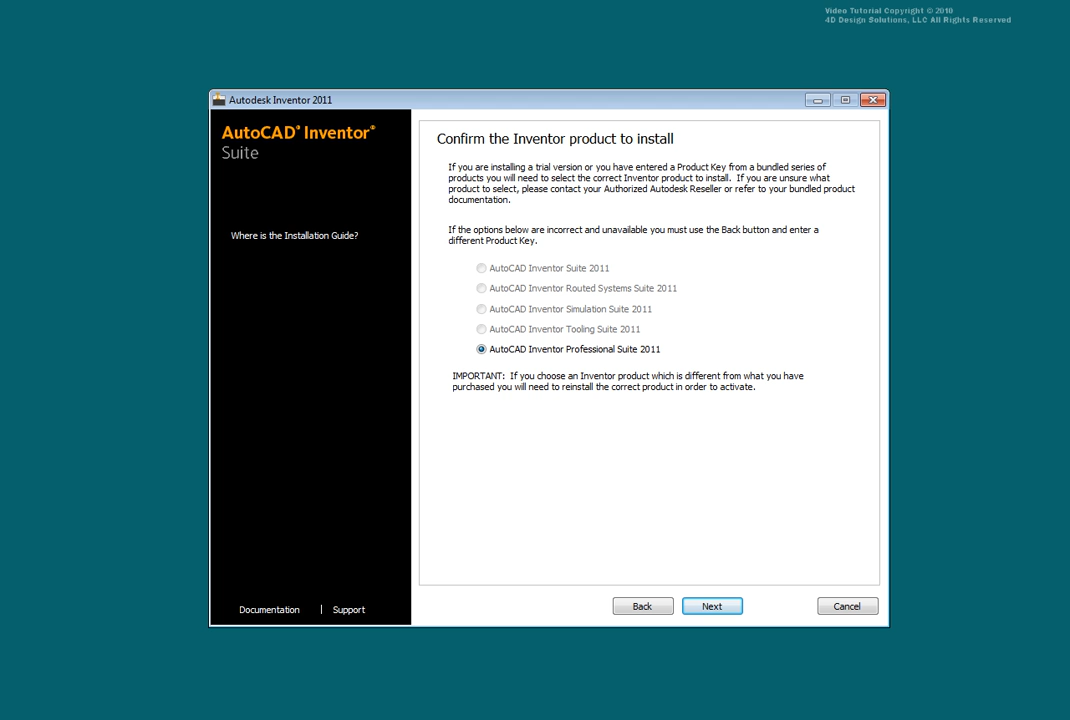 Video Tutorial Copyright © 2010
4D Design Solutions, LLC All Rights Reserved
Autodesk Inventor 2011
AutoCAD® Inventor®
Suite
Where is the Installation Guide?
Confirm the Inventor product to install
If you are installing a trial version or you have entered a Product Key from a bundled series of
products you will need to select the correct Inventor product to install. If you are unsure what
product to select, please contact your Authorized Autodesk Reseller or refer to your bundled product
documentation.
If the options below are incorrect and unavailable you must use the Back button and enter a
different Product Key.
AutoCAD Inventor Suite 2011
AutoCAD Inventor Routed Systems Suite 2011
AutoCAD Inventor Simulation Suite 2011
AutoCAD Inventor Tooling Suite 2011
AutoCAD Inventor Professional Suite 2011
IMPORTANT: If you choose an Inventor product which is different from what you have
purchased you will need to reinstall the correct product in order to activate.
Documentation | Support
Back
Next
Cancel